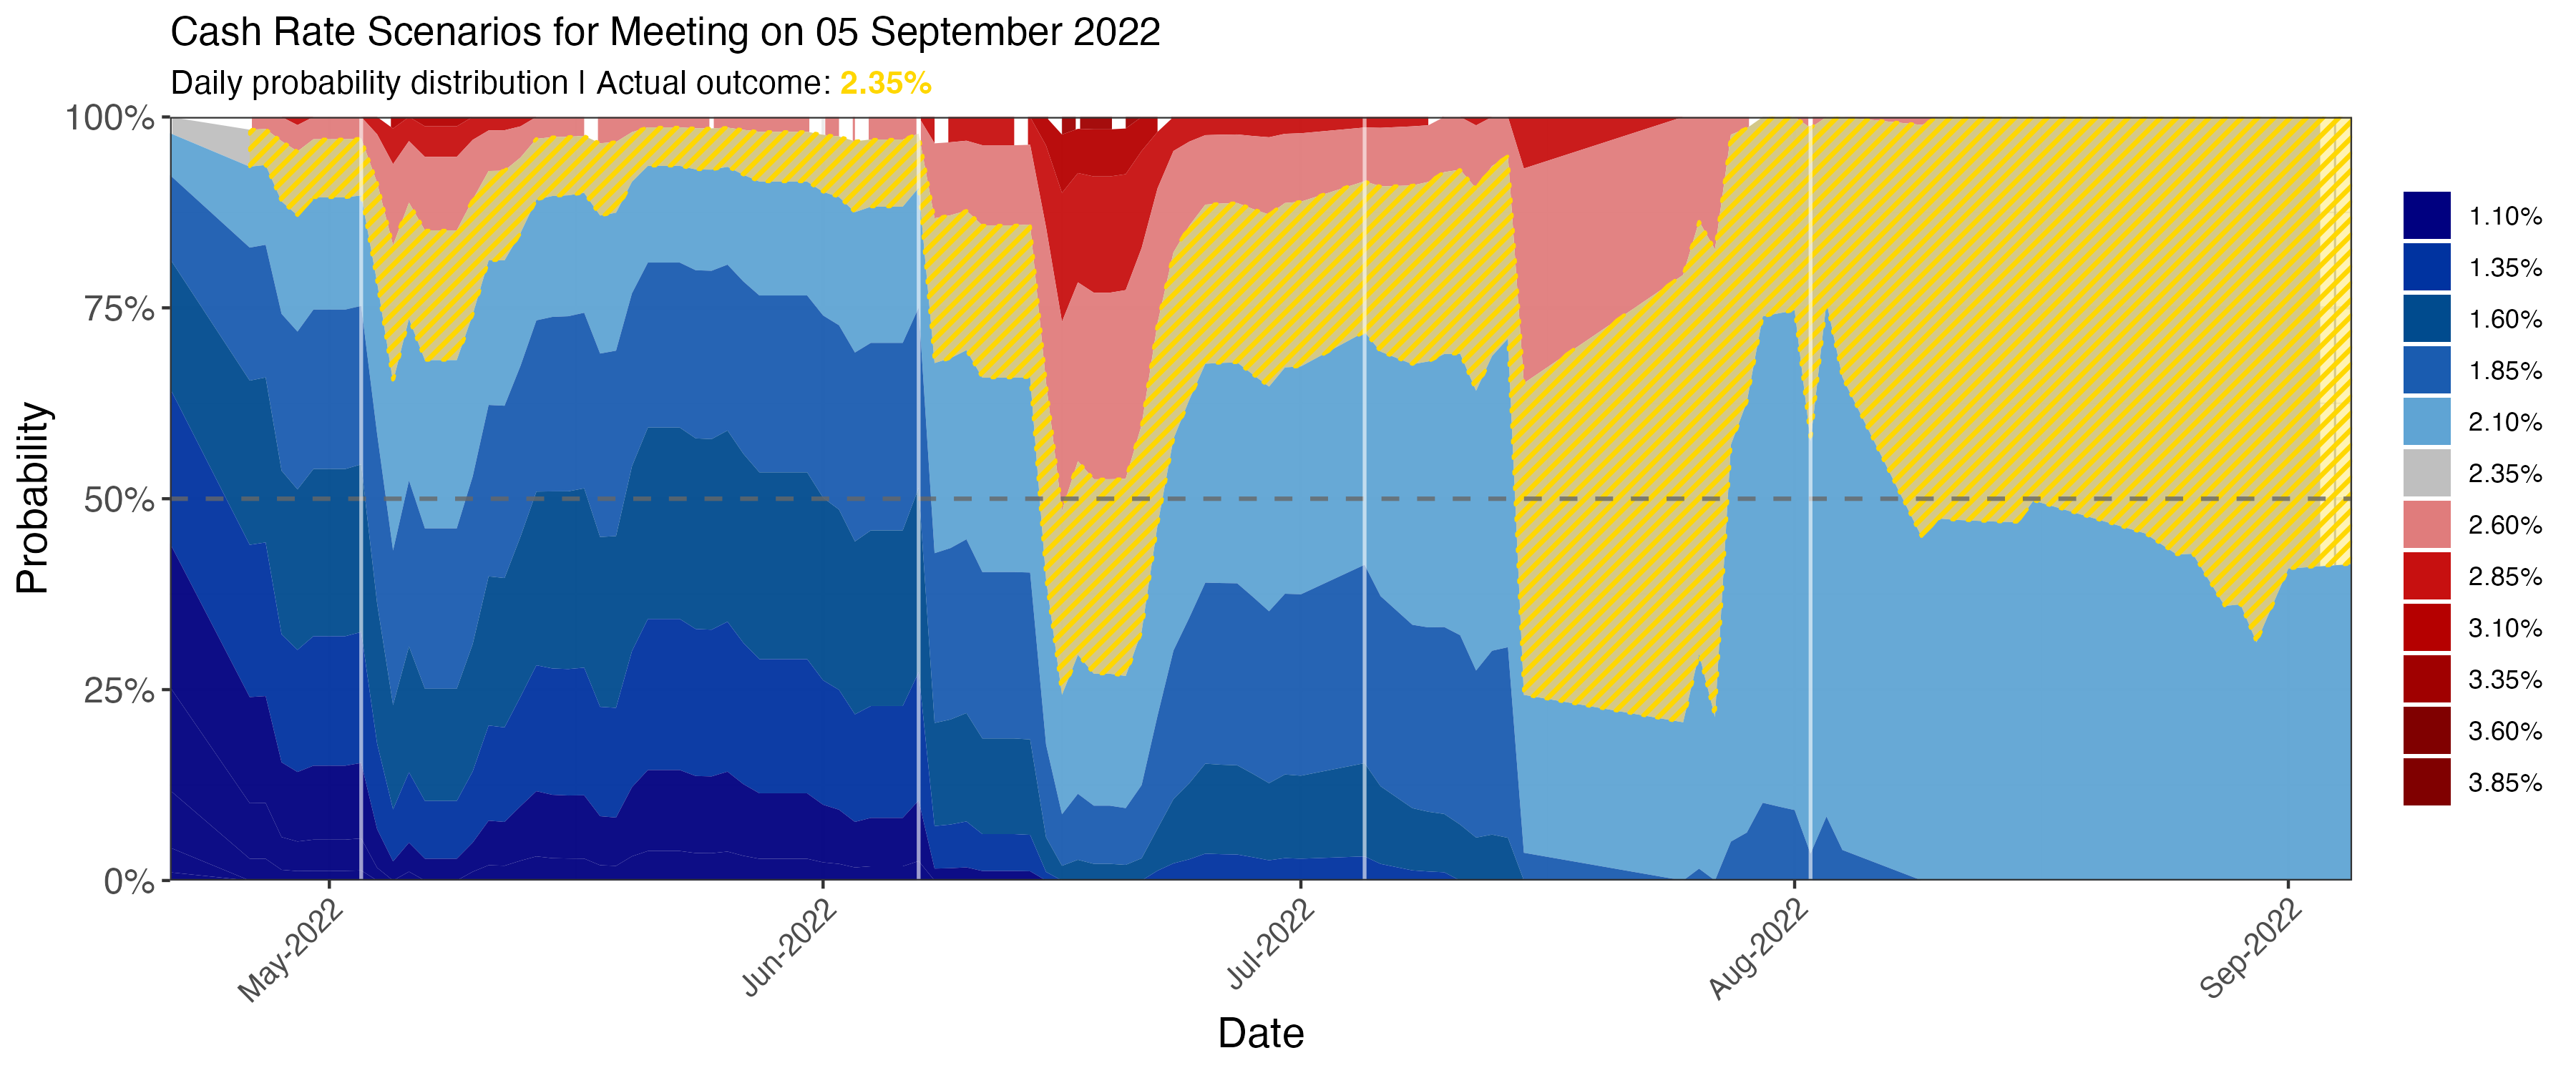 Cash Rate Scenarios for Meeting on 05 September 2022
Daily probability distribution | Actual outcome: 2.35%
Probability
100%
75%
50%
25%
0%
May-2022
Jun-2022
Jul-2022
Aug-2022
Sep-2022
Date
1.10%
1.35%
1.60%
1.85%
2.10%
2.35%
2.60%
2.85%
3.10%
3.35%
3.60%
3.85%